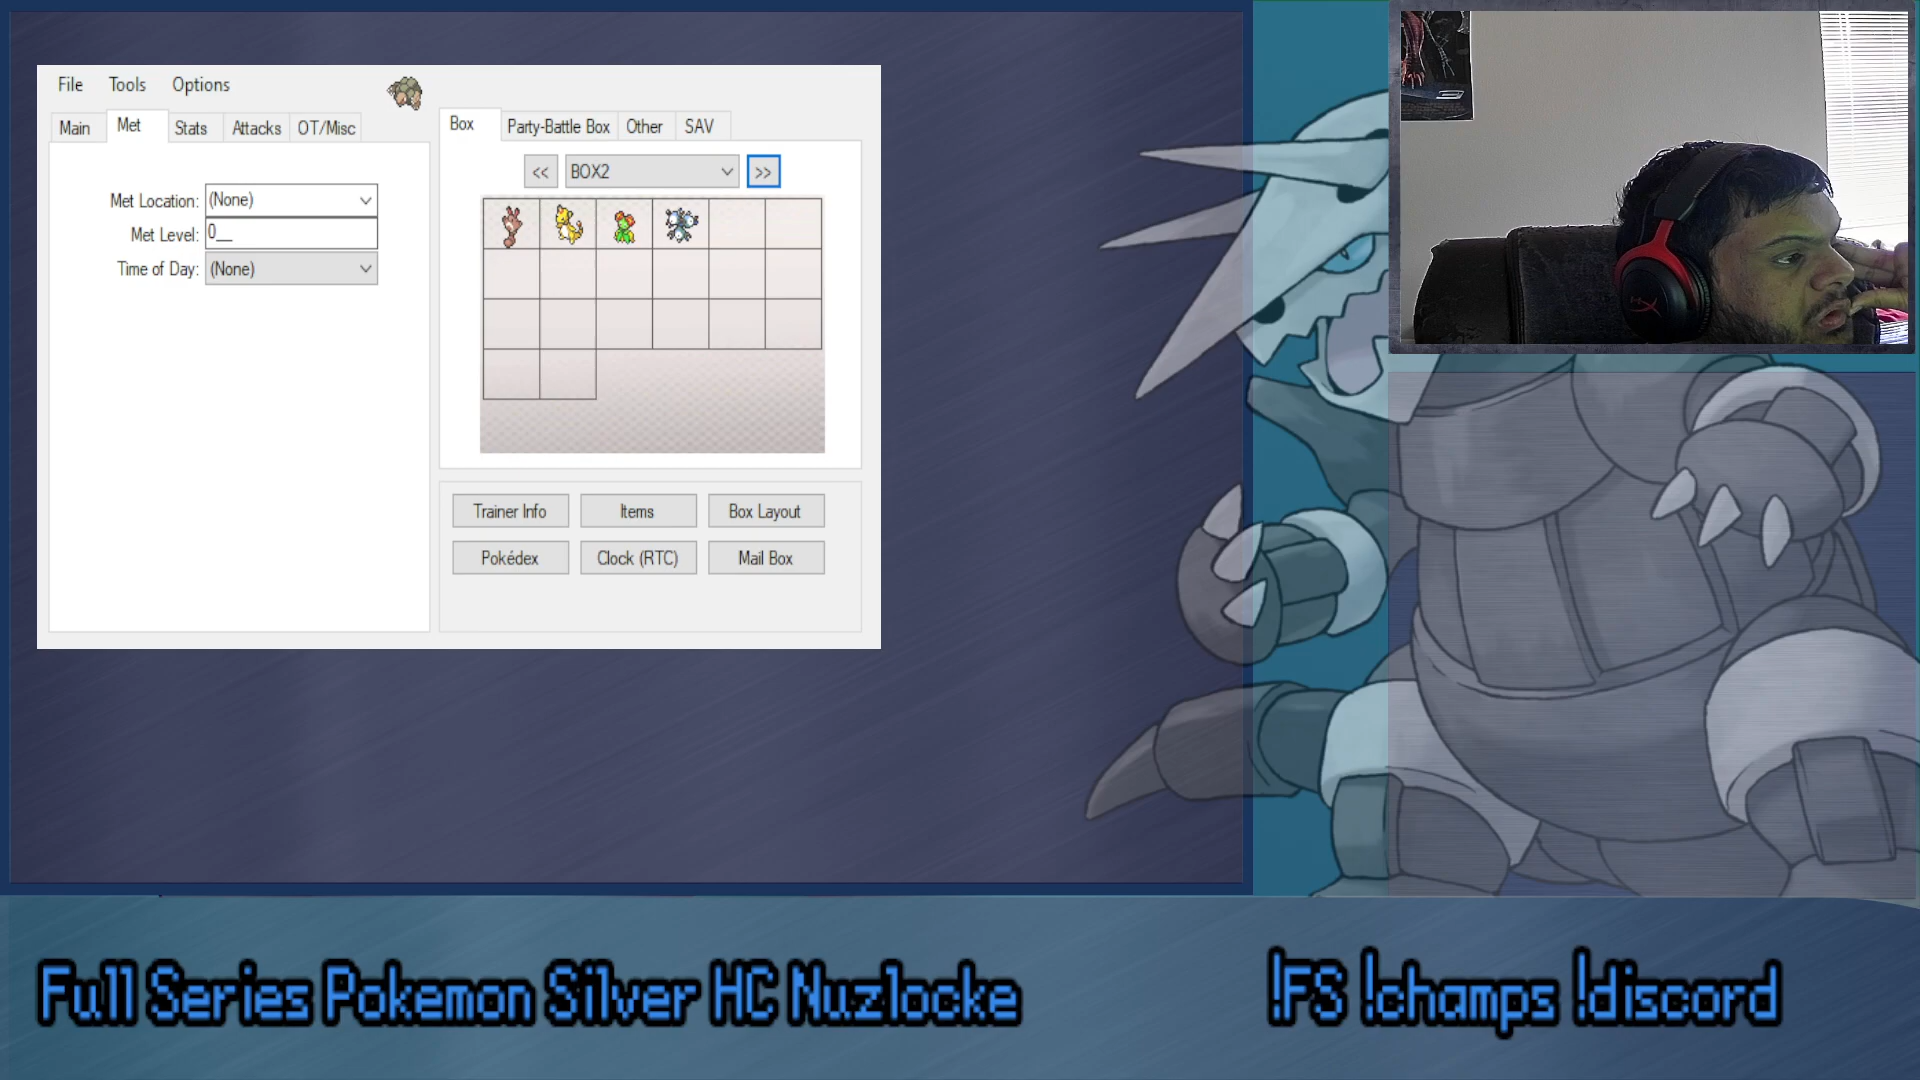 File Tools Options
Main Met Stats Attacks OT/Misc
Met Location: (None)
Met Level: 0__
Time of Day: (None)
Box Party-Battle Box Other SAV
<< BOX2 >>
Trainer Info Items Box Layout
Pokédex Clock (RTC) Mail Box
Full Series Pokemon Silver HC Nuzlocke
!FS !champs !discord